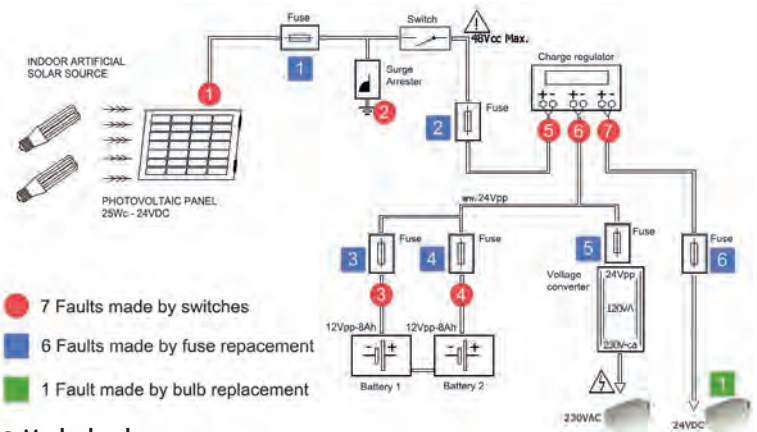 Fuse
Switch
48Vcc Max.
INDOOR ARTIFICIAL
SOLAR SOURCE
1
1
Surge
Arrester
2
Charge regulator
+- +- +-
Fuse
2
5 6 7
PHOTOVOLTAIC PANEL
25Wc - 24VDC
24Vpp
3
Fuse
4
Fuse
5
Fuse
Fuse
6
3
4
Voltage
converter
24Vpp
120VA
230V-ca
12Vpp-8Ah
12Vpp-8Ah
- +
- +
Battery 1
Battery 2
7 Faults made by switches
6 Faults made by fuse repacement
1 Fault made by bulb replacement
1
230VAC
24VDC